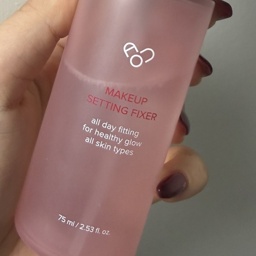 MAKEUP
SETTING FIXER
all day fitting
for healthy glow
all skin types
75 ml / 2.53 fl. oz.